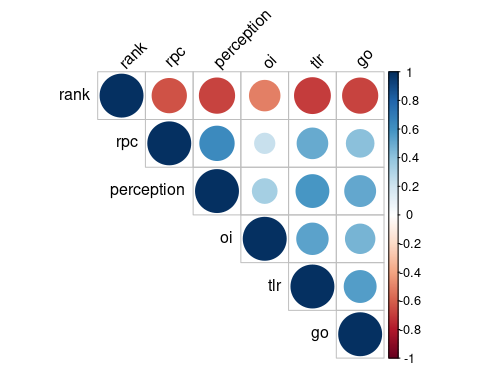 rank
rpc
perception
oi
tlr
go
rank
rpc
perception
oi
tlr
go
1
0.8
0.6
0.4
0.2
0
-0.2
-0.4
-0.6
-0.8
-1